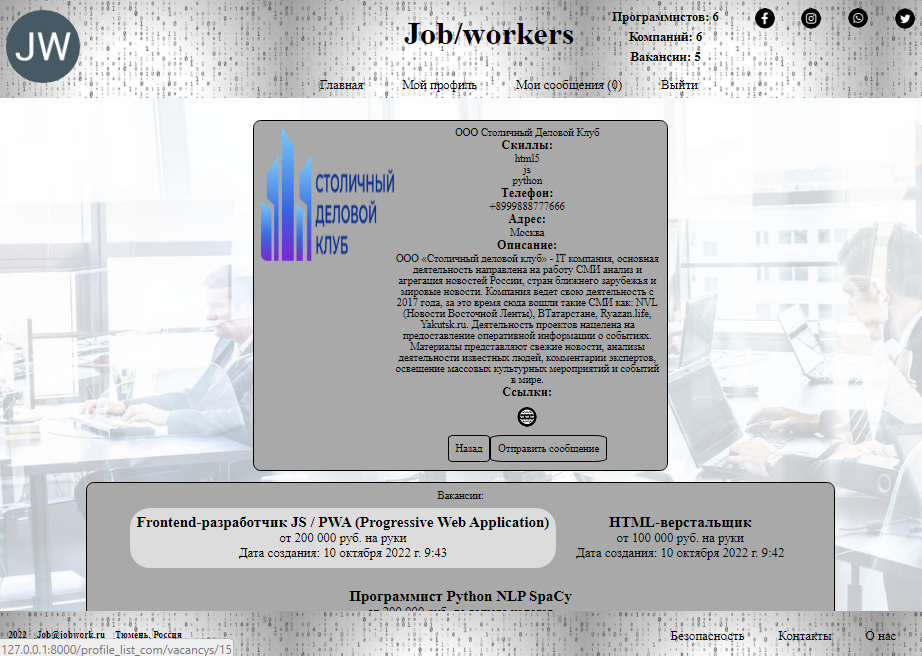 JW
Job/workers
Программистов: 6
Компаний: 6
Вакансии: 5
Главная Мой профиль Мои сообщения (0) Выйти
СТОЛИЧНЫЙ
ДЕЛОВОЙ
КЛУБ
ООО Столичный Деловой Клуб
Скиллы:
html5
js
python
Телефон:
+8999888777666
Адрес:
Москва
Описание:
ООО «Столичный деловой клуб» - IT компания, основная
деятельность направлена на работу СМИ анализ и
агрегация новостей России, стран ближнего зарубежья и
мировые новости. Компания ведет свою деятельность с
2017 года, за это время сюда вошли такие СМИ как: NVL
(Новости Восточной Ленты), ВТатарстане, Ryazan.life,
Yakutsk.ru. Деятельность проектов нацелена на
предоставление оперативной информации о событиях.
Материалы представляют свежие новости, анализы
деятельности известных людей, комментарии экспертов,
освещение массовых культурных мероприятий и событий
в мире.
Ссылки:
Назад Отправить сообщение
Вакансии:
Frontend-разработчик JS / PWA (Progressive Web Application)
от 200 000 руб. на руки
Дата создания: 10 октября 2022 г. 9:43
HTML-верстальщик
от 100 000 руб. на руки
Дата создания: 10 октября 2022 г. 9:42
Программист Python NLP SpaCy
от 200 000 руб. до вычета налогов
2022 Job@jobwork.ru Тюмень, Россия
Безопасность Контакты О нас
127.0.0.1:8000/profile_list_com/vacancys/15